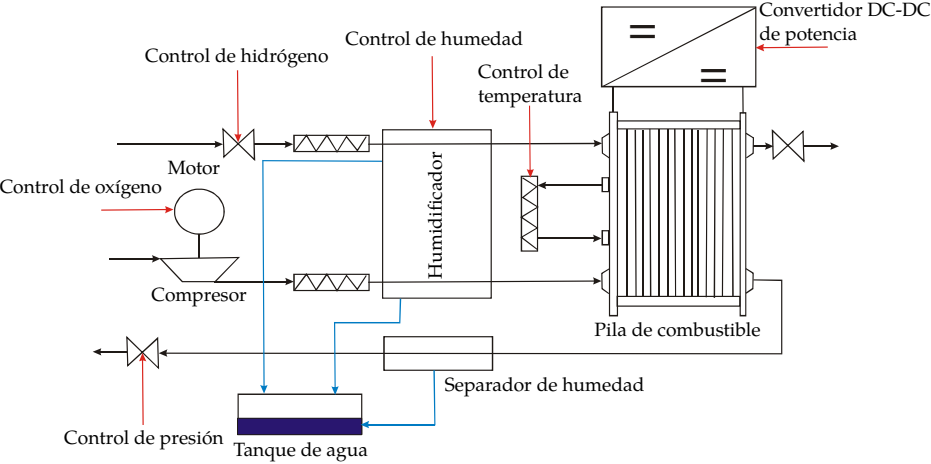 Convertidor DC-DC
de potencia
Control de humedad
Control de hidrógeno
Control de
temperatura
Motor
Control de oxígeno
Humidificador
Compresor
Pila de combustible
Separador de humedad
Control de presión
Tanque de agua